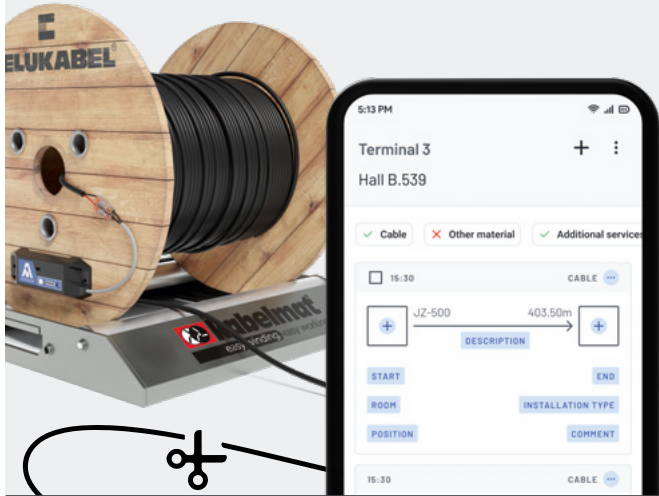 ELUKABEL®
Kabelmat®
easy winding easy working
5:13 PM
Terminal 3
Hall B.539
Cable
Other material
Additional services
15:30
CABLE
JZ-500
403,50m
DESCRIPTION
START
END
ROOM
INSTALLATION TYPE
POSITION
COMMENT
15:30
CABLE